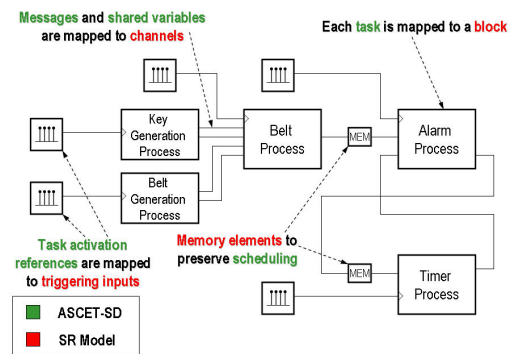 Messages and shared variables
are mapped to channels
Each task is mapped to a block
Key
Generation
Process
Belt
Process
MEM
Alarm
Process
Belt
Generation
Process
Task activation
references are mapped
to triggering inputs
Memory elements to
preserve scheduling
MEM
Timer
Process
ASCET-SD
SR Model